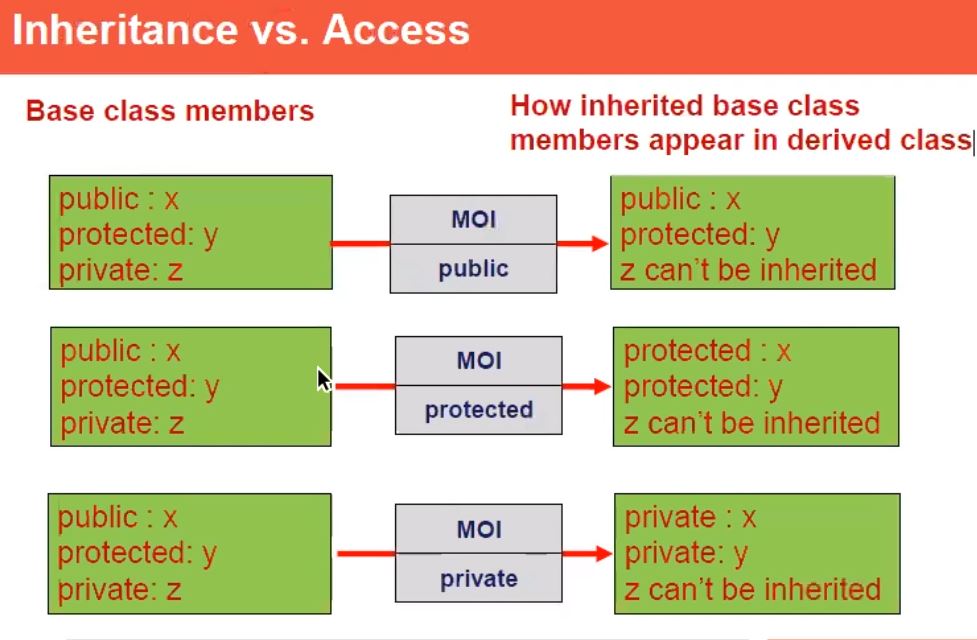 Inheritance vs. Access
Base class members
How inherited base class
members appear in derived class
public : x
protected: y
private: z
MOI
public
public : x
protected: y
z can't be inherited
public : x
protected: y
private: z
MOI
protected
protected : x
protected: y
z can't be inherited
public : x
protected: y
private: z
MOI
private
private : x
private: y
z can't be inherited